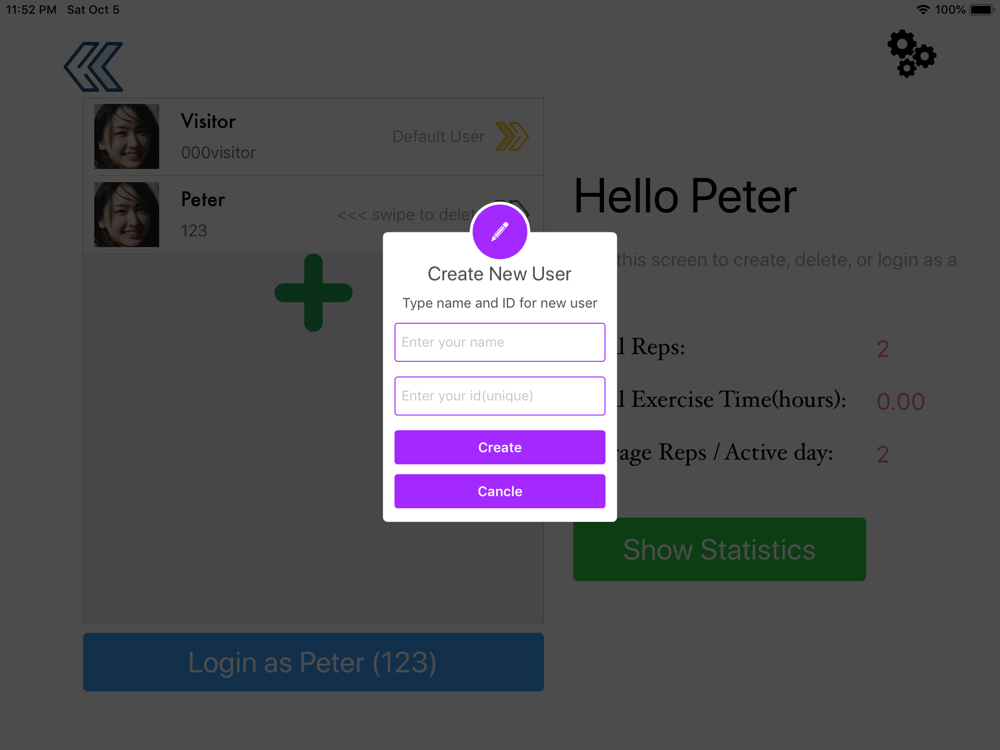 11:52 PM Sat Oct 5
100%
Visitor
000visitor
Default User
Peter
123
<<< swipe to
Hello Peter
this screen to create, delete, or login as a
Create New User
Type name and ID for new user
Enter your name
Enter your id(unique)
Create
Cancle
Reps:
2
Exercise Time(hours):
0.00
Reps / Active day:
2
Show Statistics
Login as Peter (123)